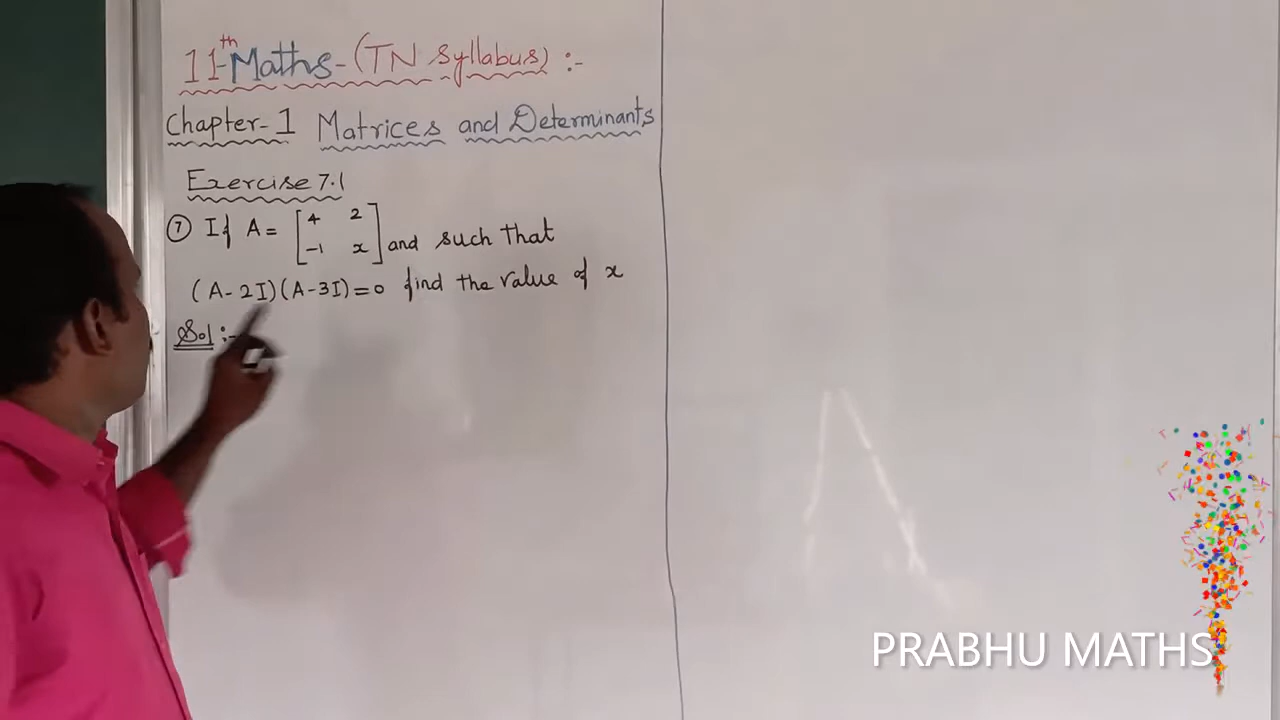 11th Maths - (TN Syllabus) :-
Chapter - 1 Matrices and Determinants
Exercise 7.1
⑦ If A = [4 2
-1 x] and such that
(A - 2I)(A - 3I) = 0 find the value of x
Sol :-
PRABHU MATHS